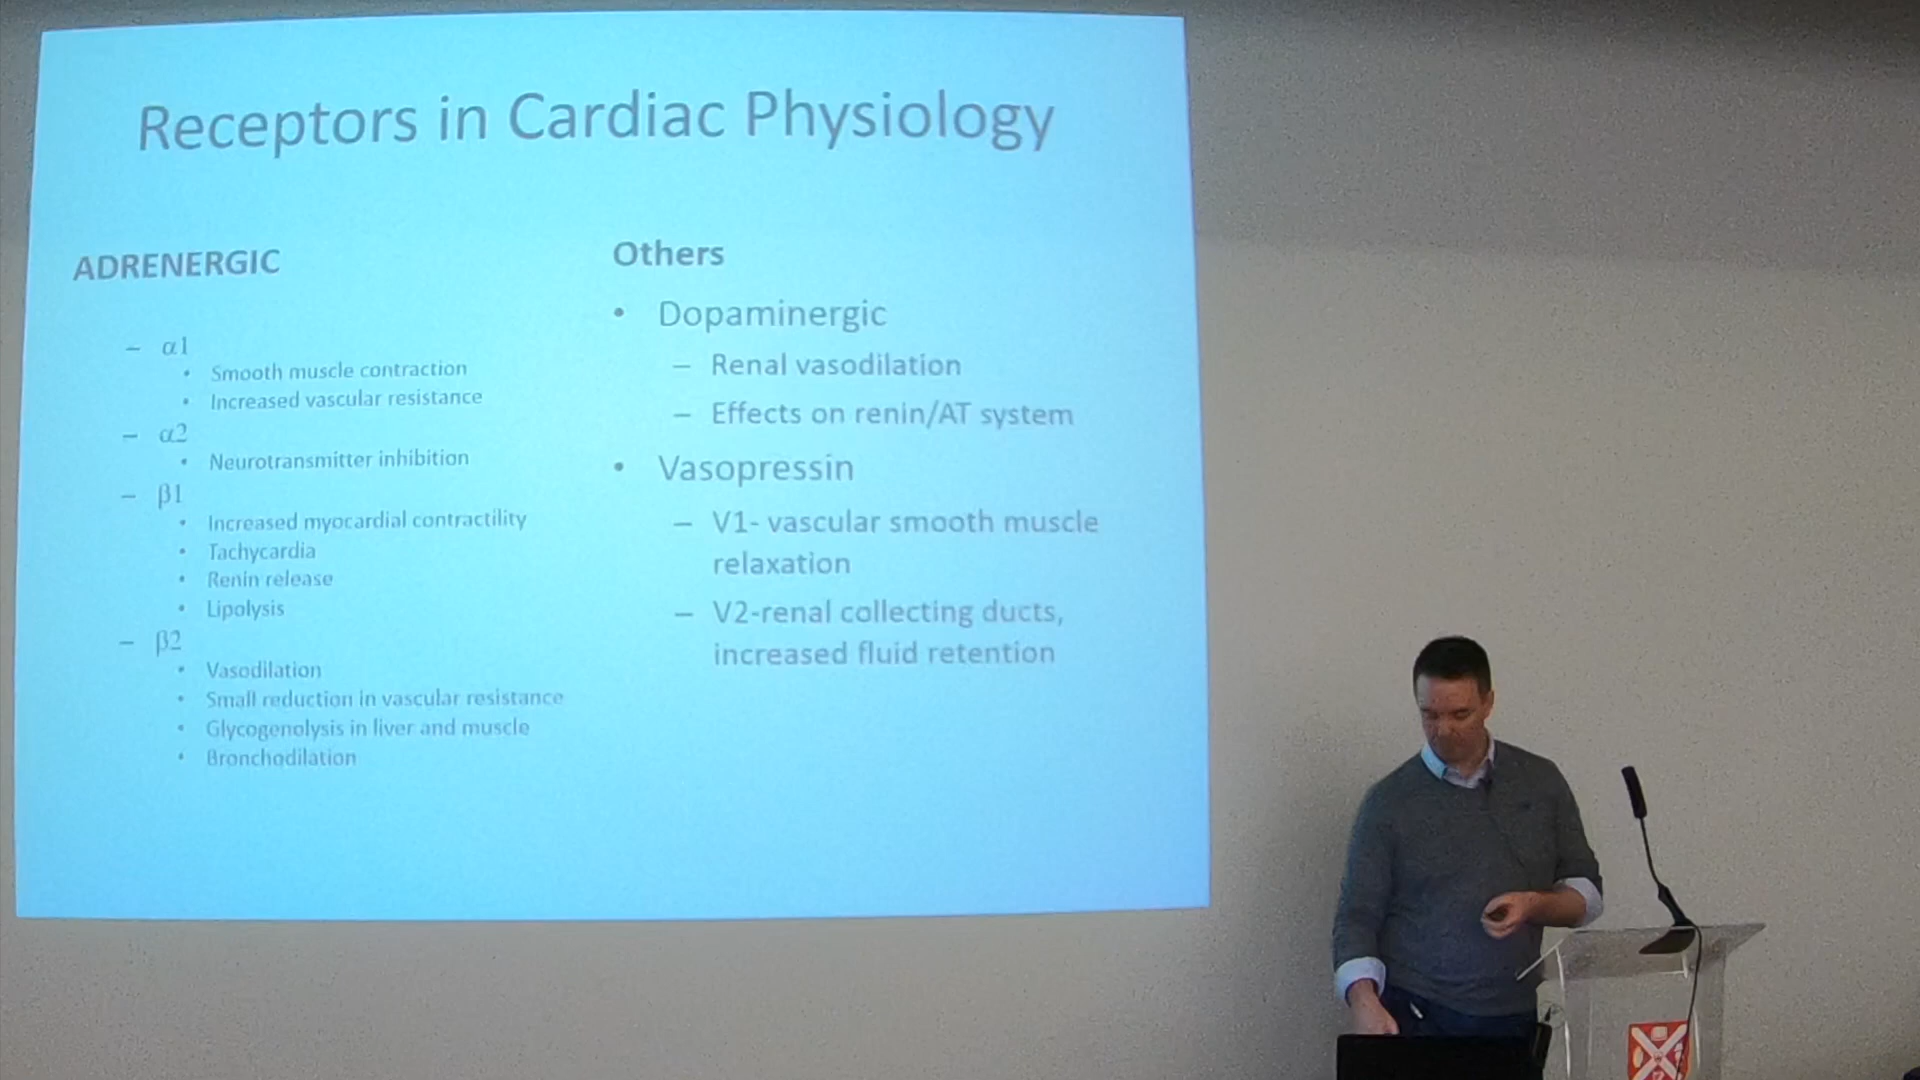 Receptors in Cardiac Physiology
ADRENERGIC
– α1
• Smooth muscle contraction
• Increased vascular resistance
– α2
• Neurotransmitter inhibition
– β1
• Increased myocardial contractility
• Tachycardia
• Renin release
• Lipolysis
– β2
• Vasodilation
• Small reduction in vascular resistance
• Glycogenolysis in liver and muscle
• Bronchodilation
Others
• Dopaminergic
– Renal vasodilation
– Effects on renin/AT system
• Vasopressin
– V1- vascular smooth muscle
relaxation
– V2-renal collecting ducts,
increased fluid retention